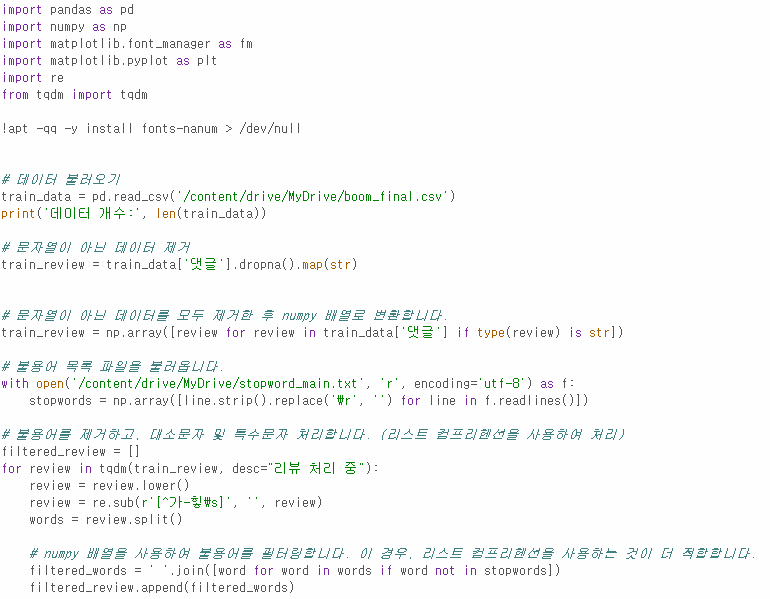 import pandas as pd
import numpy as np
import matplotlib.font_manager as fm
import matplotlib.pyplot as plt
import re
from tqdm import tqdm
!apt -qq -y install fonts-nanum > /dev/null
# 데이터 불러오기
train_data = pd.read_csv('/content/drive/MyDrive/boom_final.csv')
print('데이터 개수:', len(train_data))
# 문자열이 아닌 데이터 제거
train_review = train_data['댓글'].dropna().map(str)
# 문자열이 아닌 데이터를 모두 제거한 후 numpy 배열로 변환합니다.
train_review = np.array([review for review in train_data['댓글'] if type(review) is str])
# 불용어 목록 파일을 불러옵니다.
with open('/content/drive/MyDrive/stopword_main.txt', 'r', encoding='utf-8') as f:
    stopwords = np.array([line.strip().replace('₩r', '') for line in f.readlines()])
# 불용어를 제거하고, 대소문자 및 특수문자 처리합니다. (리스트 컴프리헨션을 사용하여 처리)
filtered_review = []
for review in tqdm(train_review, desc="리뷰 처리 중"):
    review = review.lower()
    review = re.sub(r'[^가-힣₩s]', '', review)
    words = review.split()
    # numpy 배열을 사용하여 불용어를 필터링합니다. 이 경우, 리스트 컴프리헨션을 사용하는 것이 더 적합합니다.
    filtered_words = ' '.join([word for word in words if word not in stopwords])
    filtered_review.append(filtered_words)